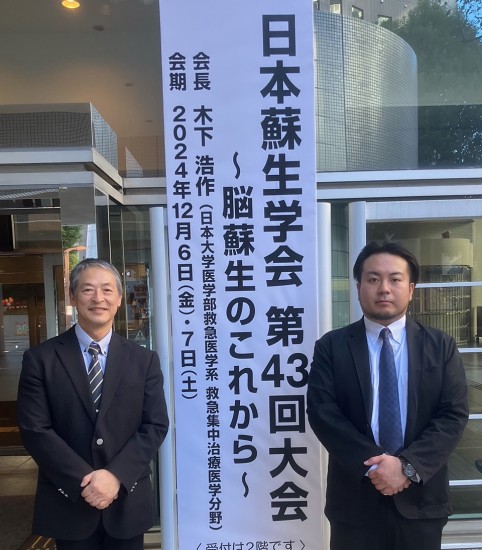 日本蘇生学会 第43回大会
～脳蘇生のこれから～
会長 木下 浩作(日本大学医学部救急医学系 救急集中治療医学分野)
会期 2024年12月6日(金)・7日(土)
〈 受付は2階です 〉